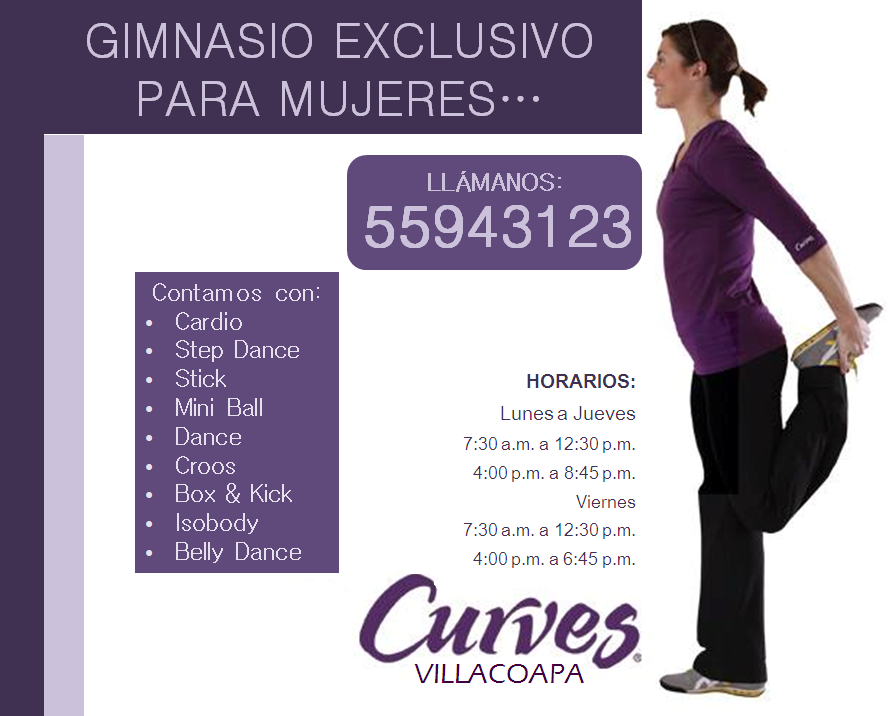 GIMNASIO EXCLUSIVO
PARA MUJERES...
LLÁMANOS:
55943123
Contamos con:
• Cardio
• Step Dance
• Stick
• Mini Ball
• Dance
• Croos
• Box & Kick
• Isobody
• Belly Dance
HORARIOS:
Lunes a Jueves
7:30 a.m. a 12:30 p.m.
4:00 p.m. a 8:45 p.m.
Viernes
7:30 a.m. a 12:30 p.m.
4:00 p.m. a 6:45 p.m.
Curves®
VILLACOAPA
Curves